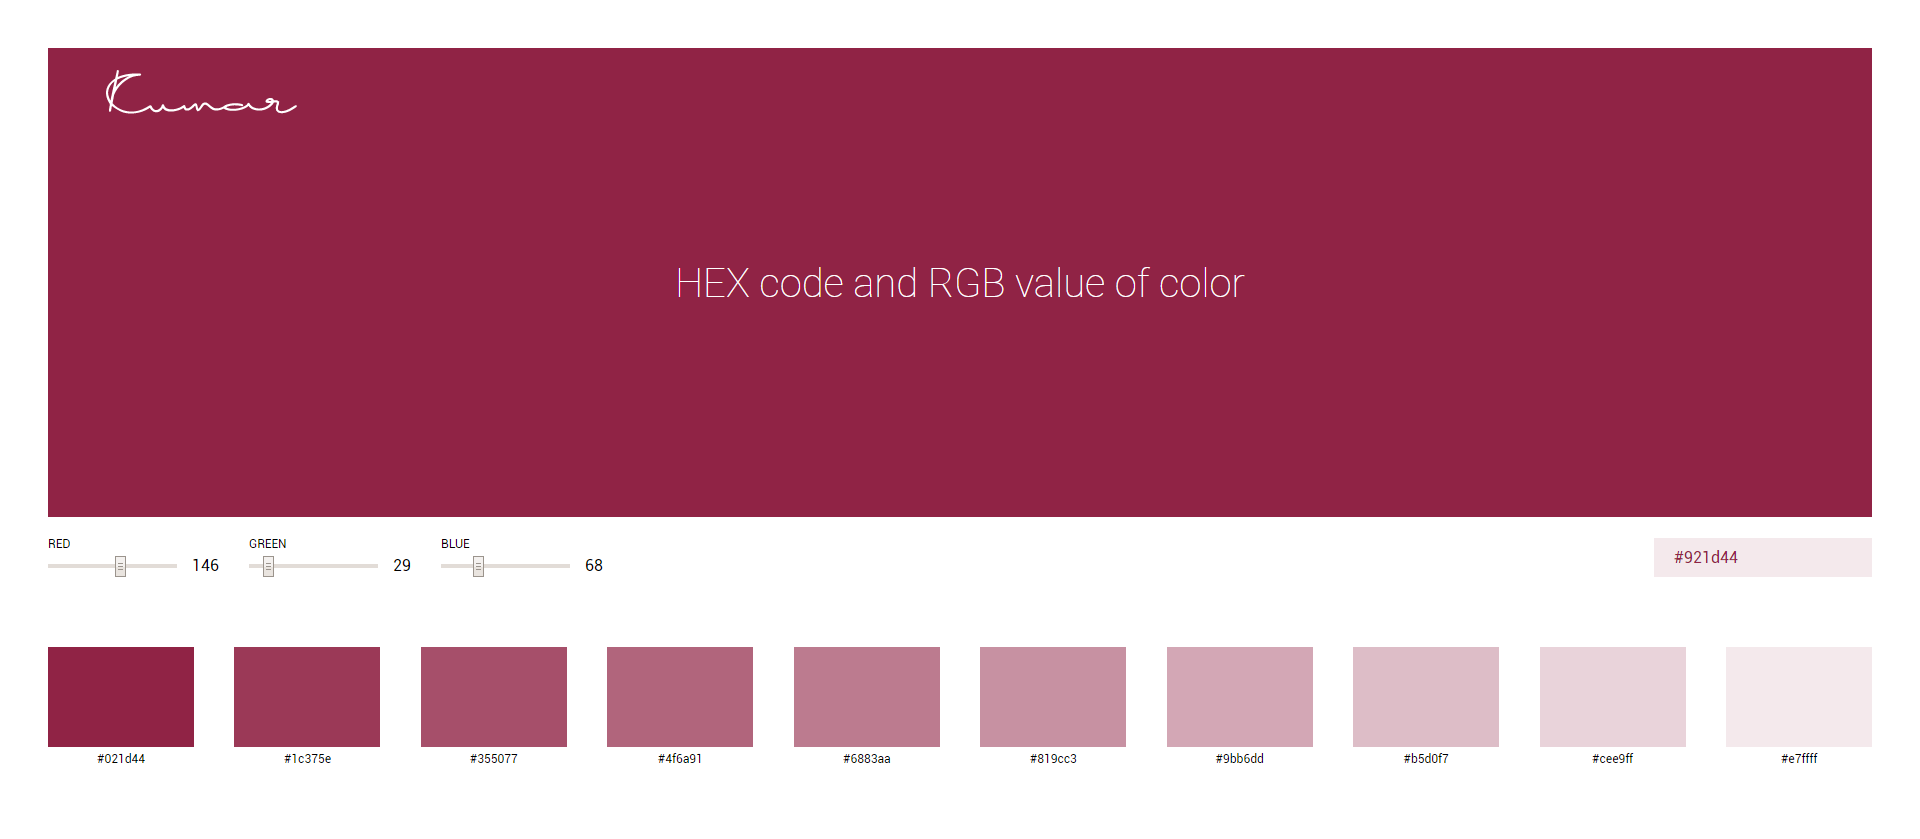 Kumar
HEX code and RGB value of color
RED
146
GREEN
29
BLUE
68
#921d44
#021d44
#1c375e
#355077
#4f6a91
#6883aa
#819cc3
#9bb6dd
#b5d0f7
#cee9ff
#e7ffff